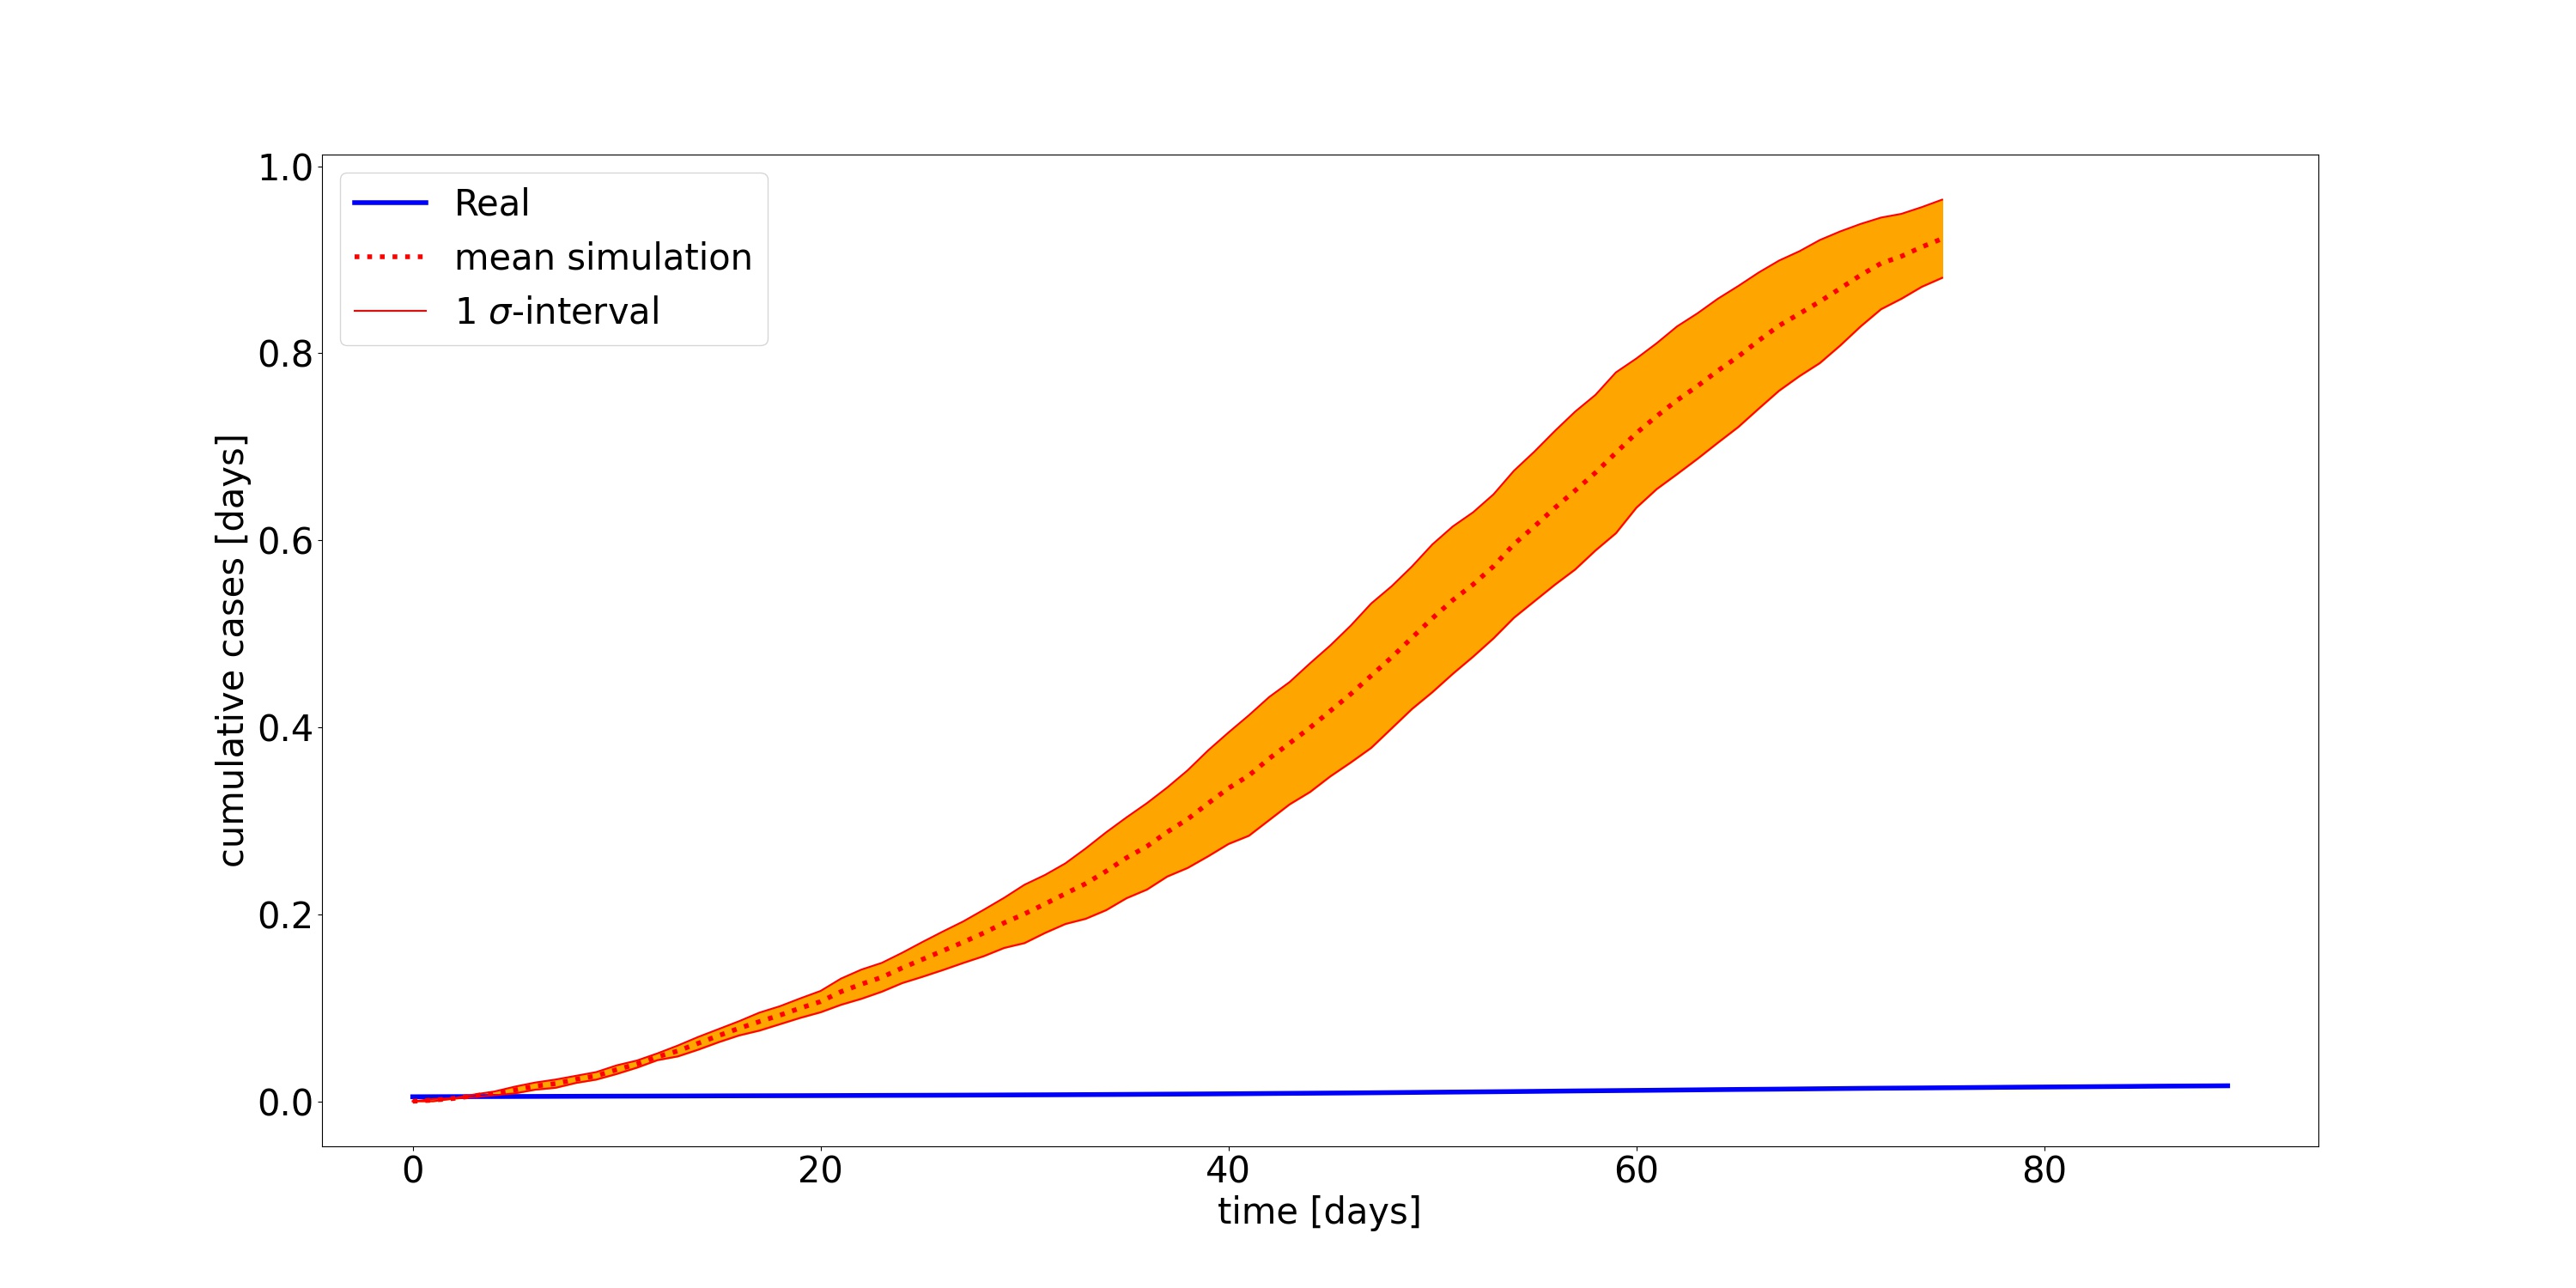 Real
mean simulation
1 σ-interval
1.0
0.8
0.6
0.4
0.2
0.0
cumulative cases [days]
0 20 40 60 80
time [days]